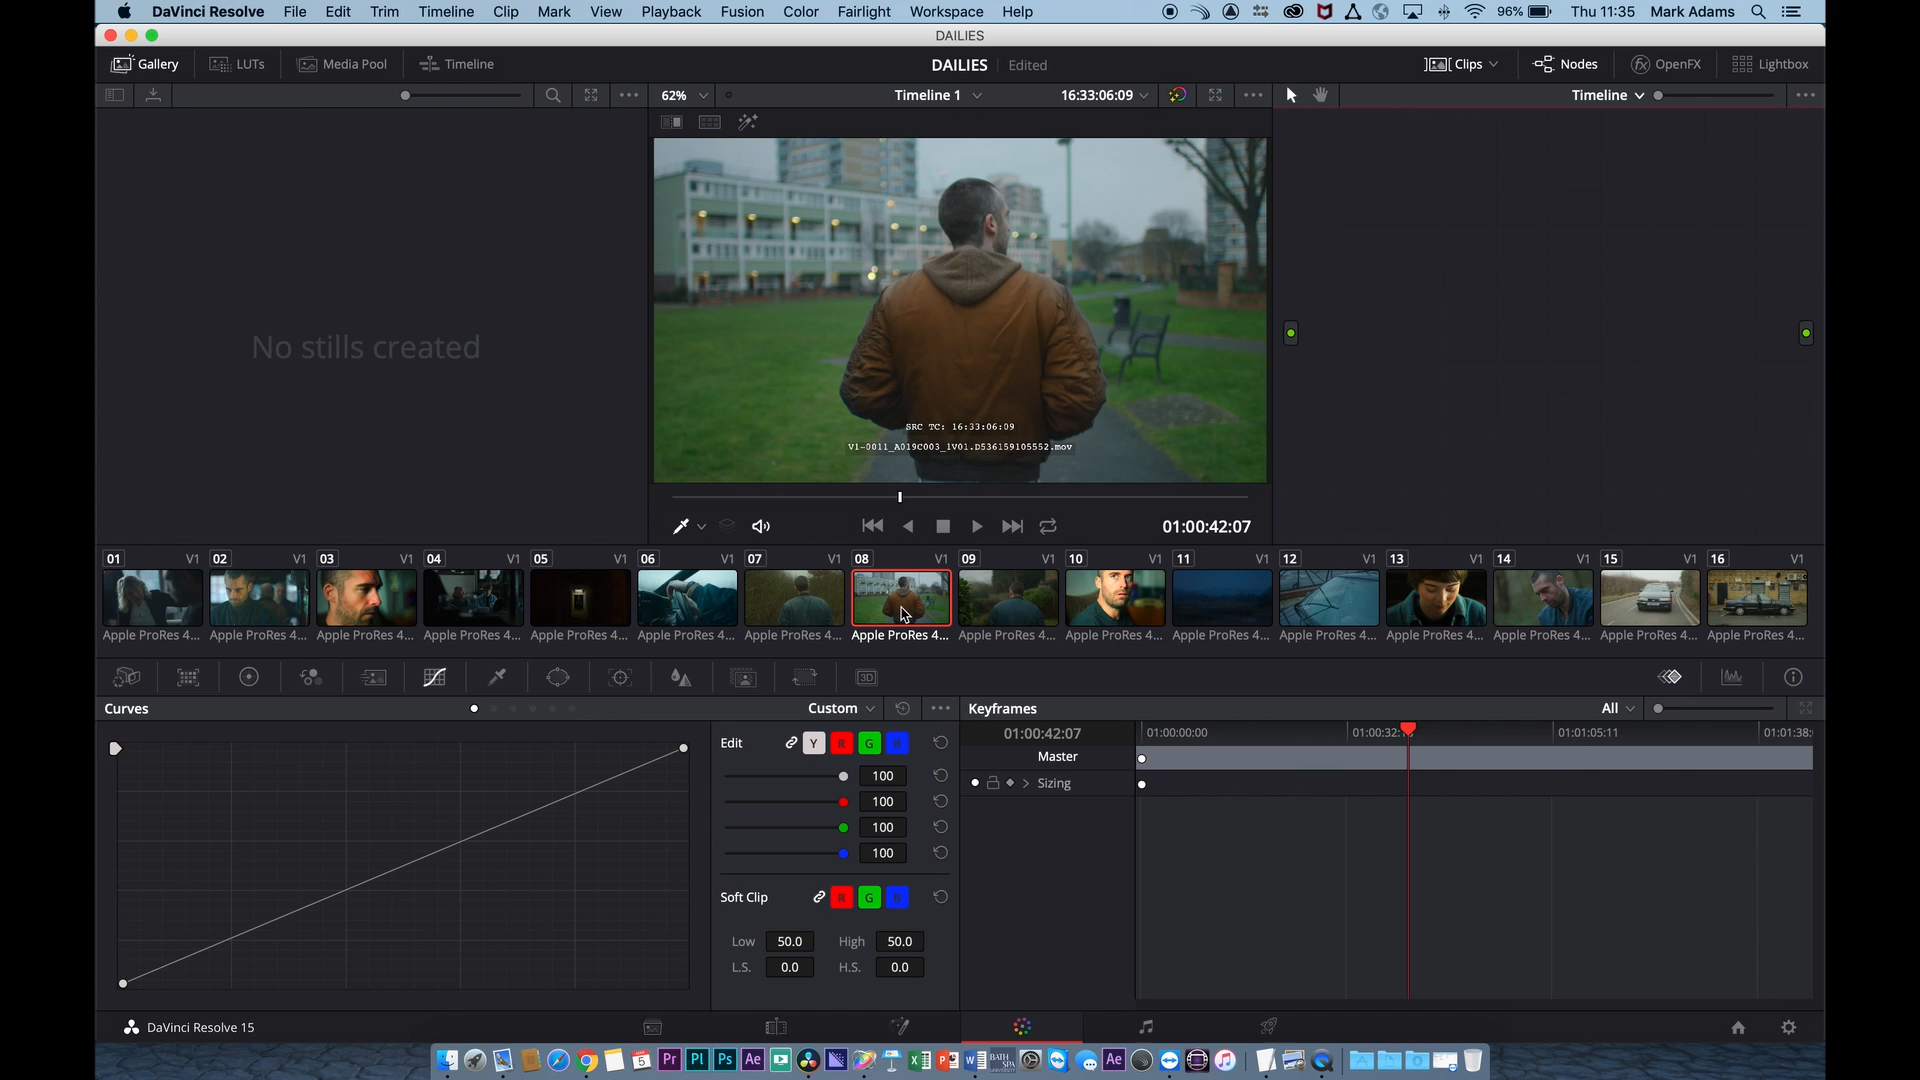 DaVinci Resolve File Edit Trim Timeline Clip Mark View Playback Fusion Color Fairlight Workspace Help 96% Thu 11:35 Mark Adams
DAILIES
Gallery LUTs Media Pool Timeline DAILIES Edited Clips Nodes OpenFX Lightbox
62% Timeline 1 16:33:06:09 Timeline
No stills created
SRC TC: 16:33:06:09
V1-0011_A019C003_1V01.D536159105552.mov
01:00:42:07
01 V1 02 V1 03 V1 04 V1 05 V1 06 V1 07 V1 08 V1 09 V1 10 V1 11 V1 12 V1 13 V1 14 V1 15 V1 16 V1
Apple ProRes 4... Apple ProRes 4... Apple ProRes 4... Apple ProRes 4... Apple ProRes 4... Apple ProRes 4... Apple ProRes 4... Apple ProRes 4... Apple ProRes 4... Apple ProRes 4... Apple ProRes 4... Apple ProRes 4... Apple ProRes 4... Apple ProRes 4... Apple ProRes 4... Apple ProRes 4...
3D
Curves Custom Keyframes All
01:00:42:07 01:00:00:00 01:00:32: 01:01:05:11 01:01:38:
Edit Y R G B
Master
100
Sizing
100
100
100
Soft Clip R G B
Low 50.0 High 50.0
L.S. 0.0 H.S. 0.0
DaVinci Resolve 15
5 Pr Pl Ps Ae BATH SPA Ae